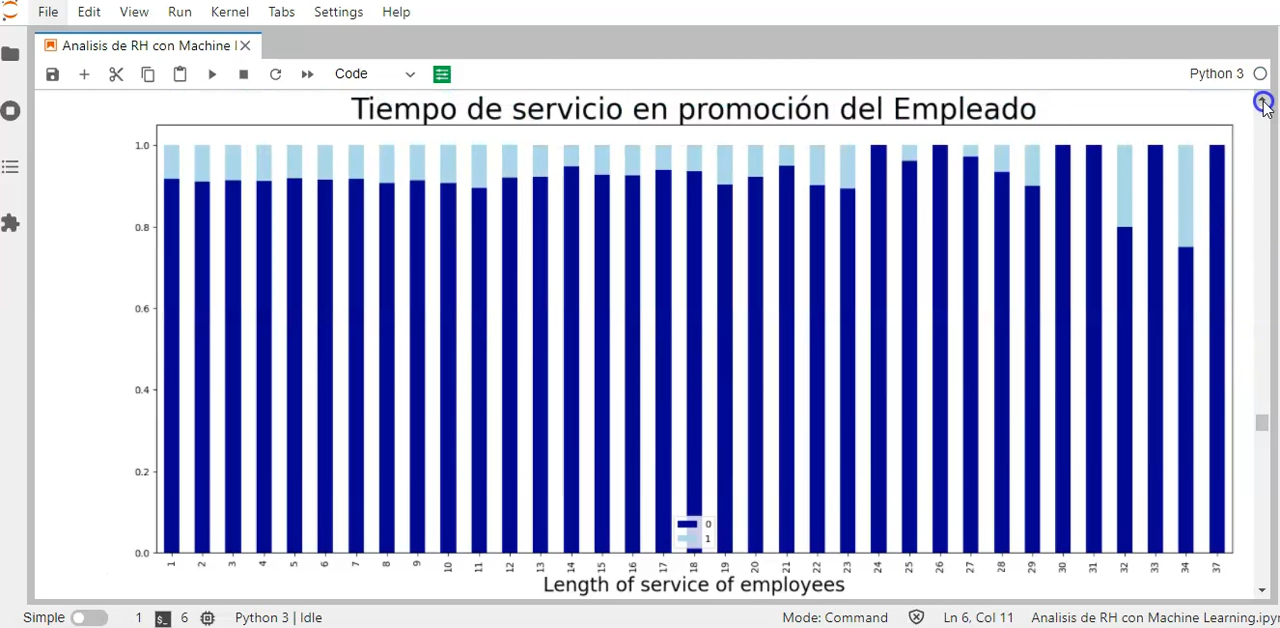 File Edit View Run Kernel Tabs Settings Help
Analisis de RH con Machine
Code
Python 3
Tiempo de servicio en promoción del Empleado
1.0
0.8
0.6
0.4
0.2
0.0
0
1
1 2 3 4 5 6 7 8 9 10 11 12 13 14 15 16 17 18 19 20 21 22 23 24 25 26 27 28 29 30 31 32 33 34 37
Length of service of employees
Simple 1 6 Python 3 | Idle Mode: Command Ln 6, Col 11 Analisis de RH con Machine Learning.ipyn